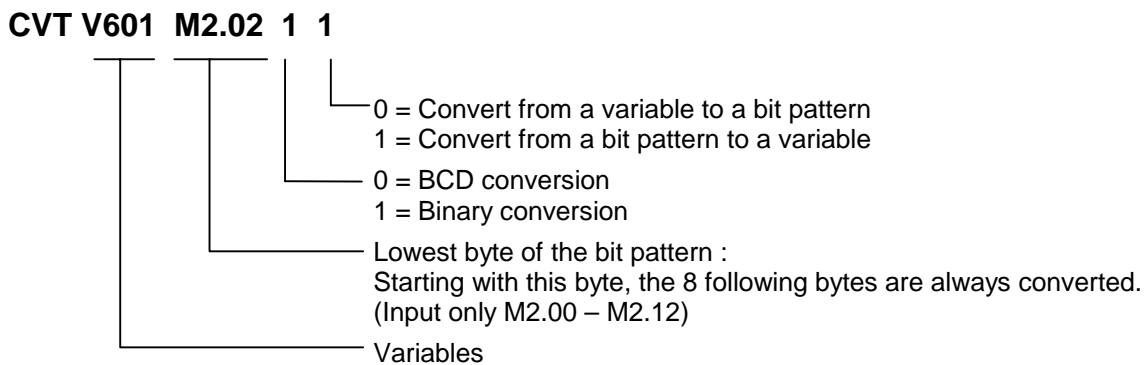 CVT V601 M2.02 1 1
0 = Convert from a variable to a bit pattern
1 = Convert from a bit pattern to a variable
0 = BCD conversion
1 = Binary conversion
Lowest byte of the bit pattern :
Starting with this byte, the 8 following bytes are always converted.
(Input only M2.00 – M2.12)
Variables